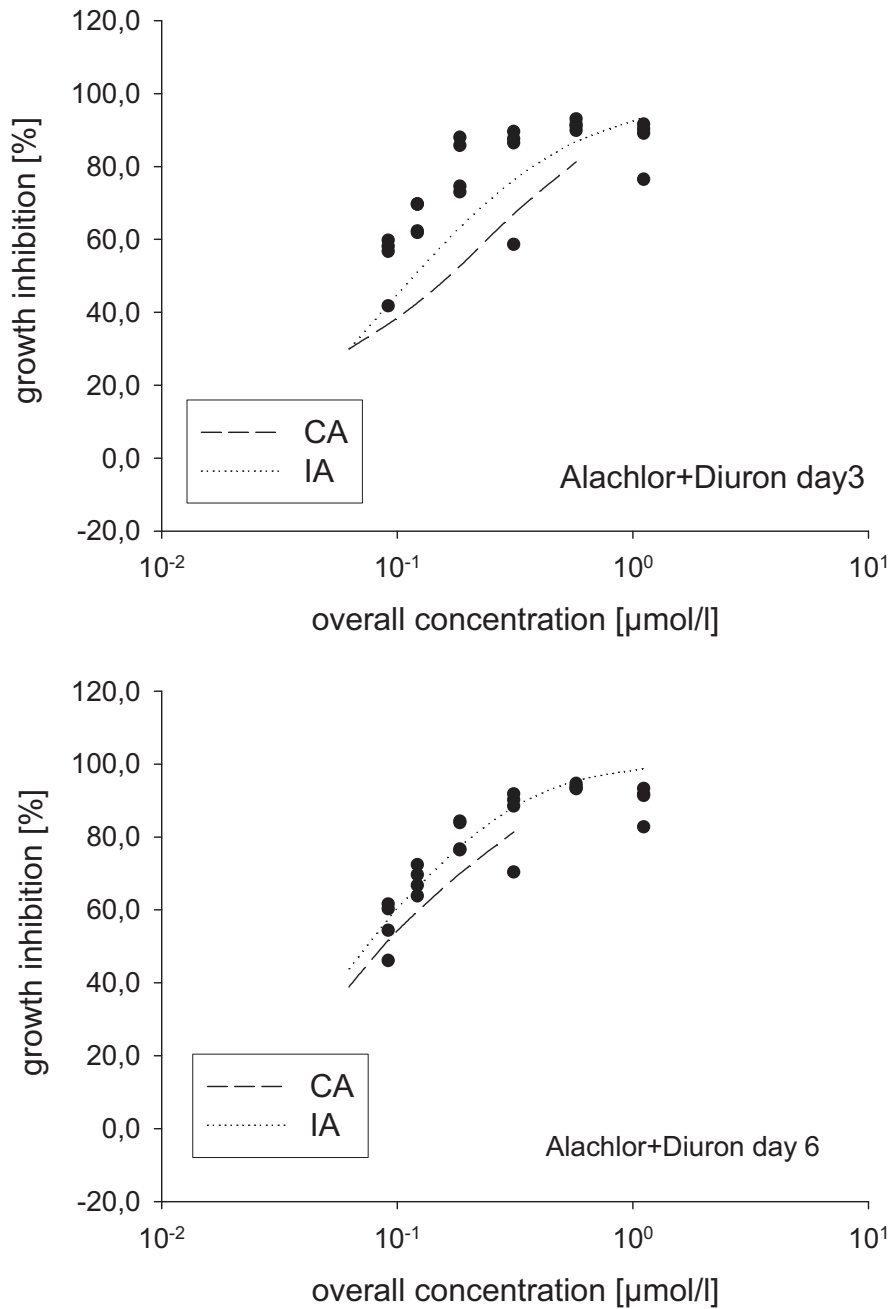 120,0
100,0
80,0
60,0
40,0
20,0
0,0
-20,0
growth inhibition [%]
CA
IA
Alachlor+Diuron day3
10⁻² 10⁻¹ 10⁰ 10¹
overall concentration [µmol/l]
120,0
100,0
80,0
60,0
40,0
20,0
0,0
-20,0
growth inhibition [%]
CA
IA
Alachlor+Diuron day 6
10⁻² 10⁻¹ 10⁰ 10¹
overall concentration [µmol/l]